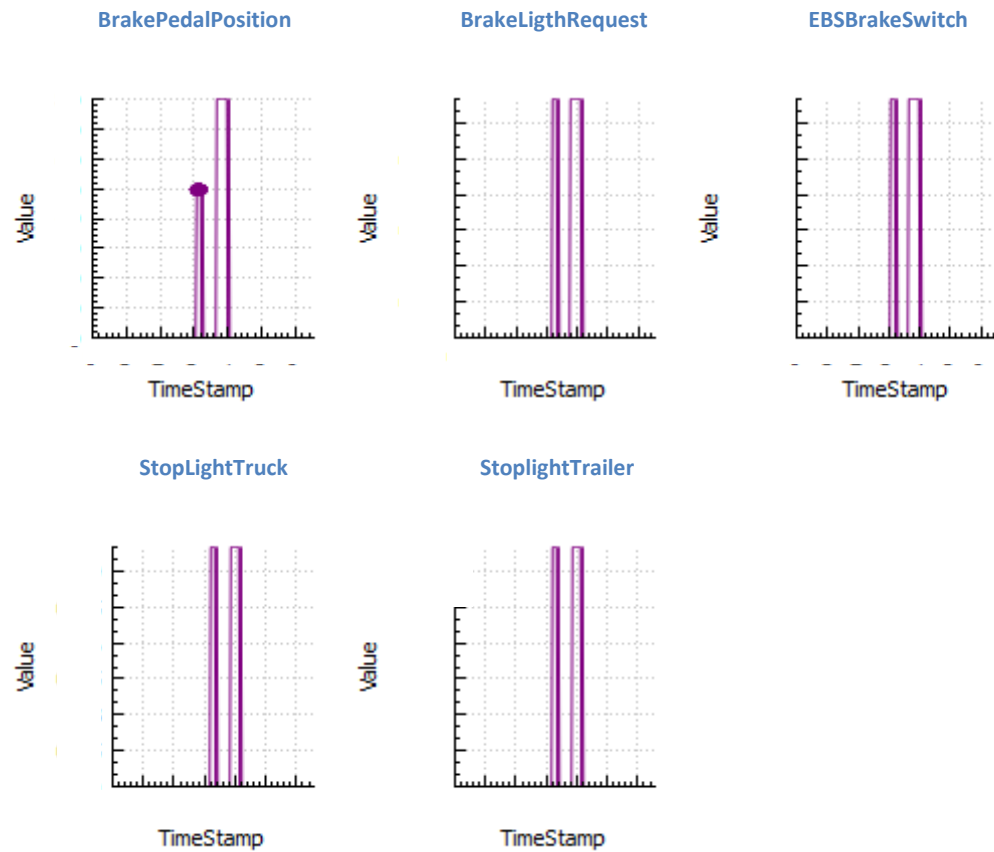 BrakePedalPosition
BrakeLigthRequest
EBSBrakeSwitch
Value
Value
Value
TimeStamp
TimeStamp
TimeStamp
StopLightTruck
StoplightTrailer
Value
Value
TimeStamp
TimeStamp